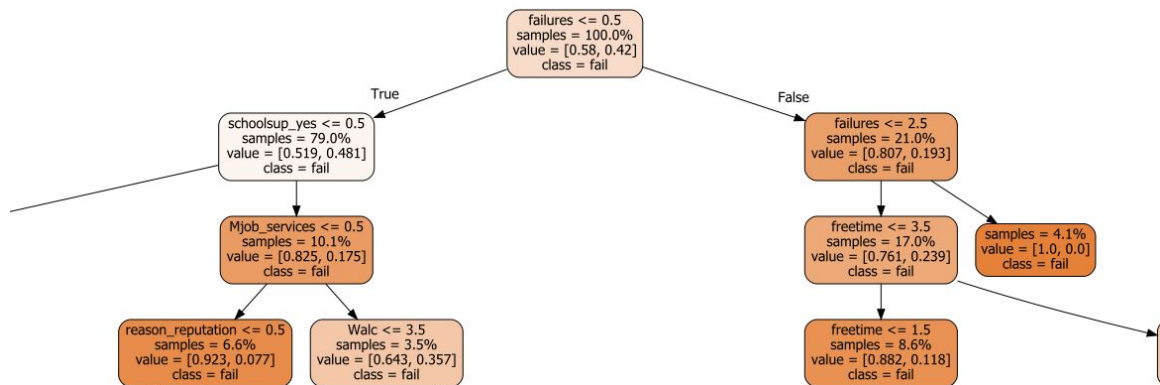 failures <= 0.5
samples = 100.0%
value = [0.58, 0.42]
class = fail
True
False
schoolsup_yes <= 0.5
samples = 79.0%
value = [0.519, 0.481]
class = fail
failures <= 2.5
samples = 21.0%
value = [0.807, 0.193]
class = fail
Mjob_services <= 0.5
samples = 10.1%
value = [0.825, 0.175]
class = fail
freetime <= 3.5
samples = 17.0%
value = [0.761, 0.239]
class = fail
samples = 4.1%
value = [1.0, 0.0]
class = fail
reason_reputation <= 0.5
samples = 6.6%
value = [0.923, 0.077]
class = fail
Walc <= 3.5
samples = 3.5%
value = [0.643, 0.357]
class = fail
freetime <= 1.5
samples = 8.6%
value = [0.882, 0.118]
class = fail